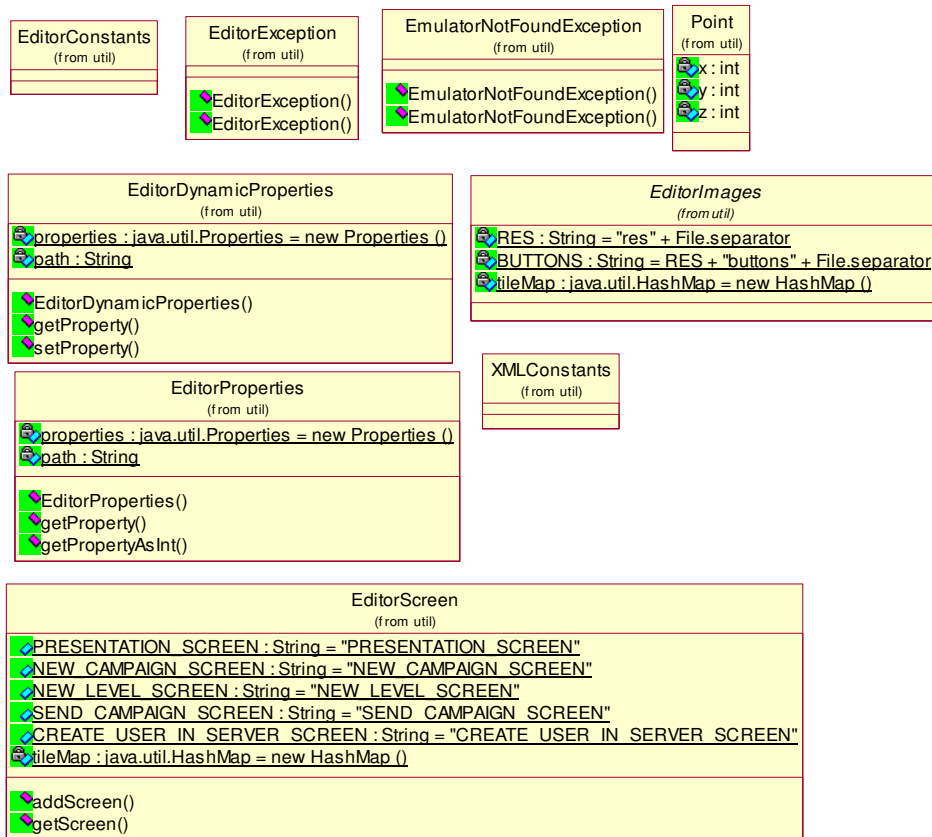 EditorConstants
(from util)
EditorException
(from util)
EditorException()
EditorException()
EmulatorNotFoundException
(from util)
EmulatorNotFoundException()
EmulatorNotFoundException()
Point
(from util)
x : int
y : int
z : int
EditorDynamicProperties
(from util)
properties : java.util.Properties = new Properties ()
path : String
EditorDynamicProperties()
getProperty()
setProperty()
EditorImages
(from util)
RES : String = "res" + File.separator
BUTTONS : String = RES + "buttons" + File.separator
tileMap : java.util.HashMap = new HashMap ()
EditorProperties
(from util)
properties : java.util.Properties = new Properties ()
path : String
EditorProperties()
getProperty()
getPropertyAsInt()
XMLConstants
(from util)
EditorScreen
(from util)
PRESENTATION_SCREEN : String = "PRESENTATION_SCREEN"
NEW_CAMPAIGN_SCREEN : String = "NEW_CAMPAIGN_SCREEN"
NEW_LEVEL_SCREEN : String = "NEW_LEVEL_SCREEN"
SEND_CAMPAIGN_SCREEN : String = "SEND_CAMPAIGN_SCREEN"
CREATE_USER_IN_SERVER_SCREEN : String = "CREATE_USER_IN_SERVER_SCREEN"
tileMap : java.util.HashMap = new HashMap ()
addScreen()
getScreen()